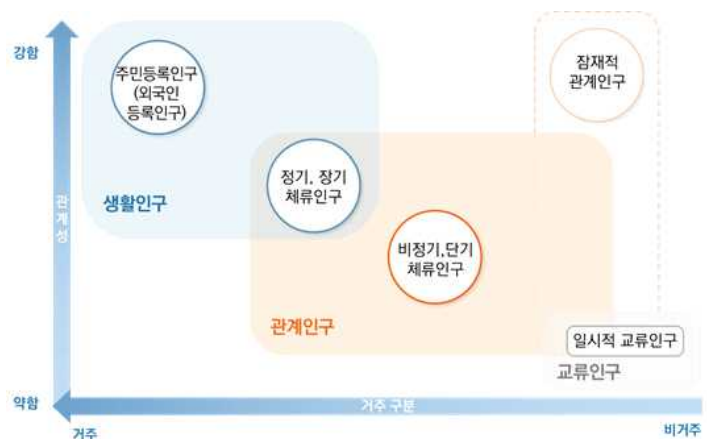 강함
주민등록인구
(외국인
등록인구)
잠재적
관계인구
정기, 장기
체류인구
생활인구
관계성
비정기,단기
체류인구
관계인구
일시적 교류인구
교류인구
약함
거주 구분
거주
비거주